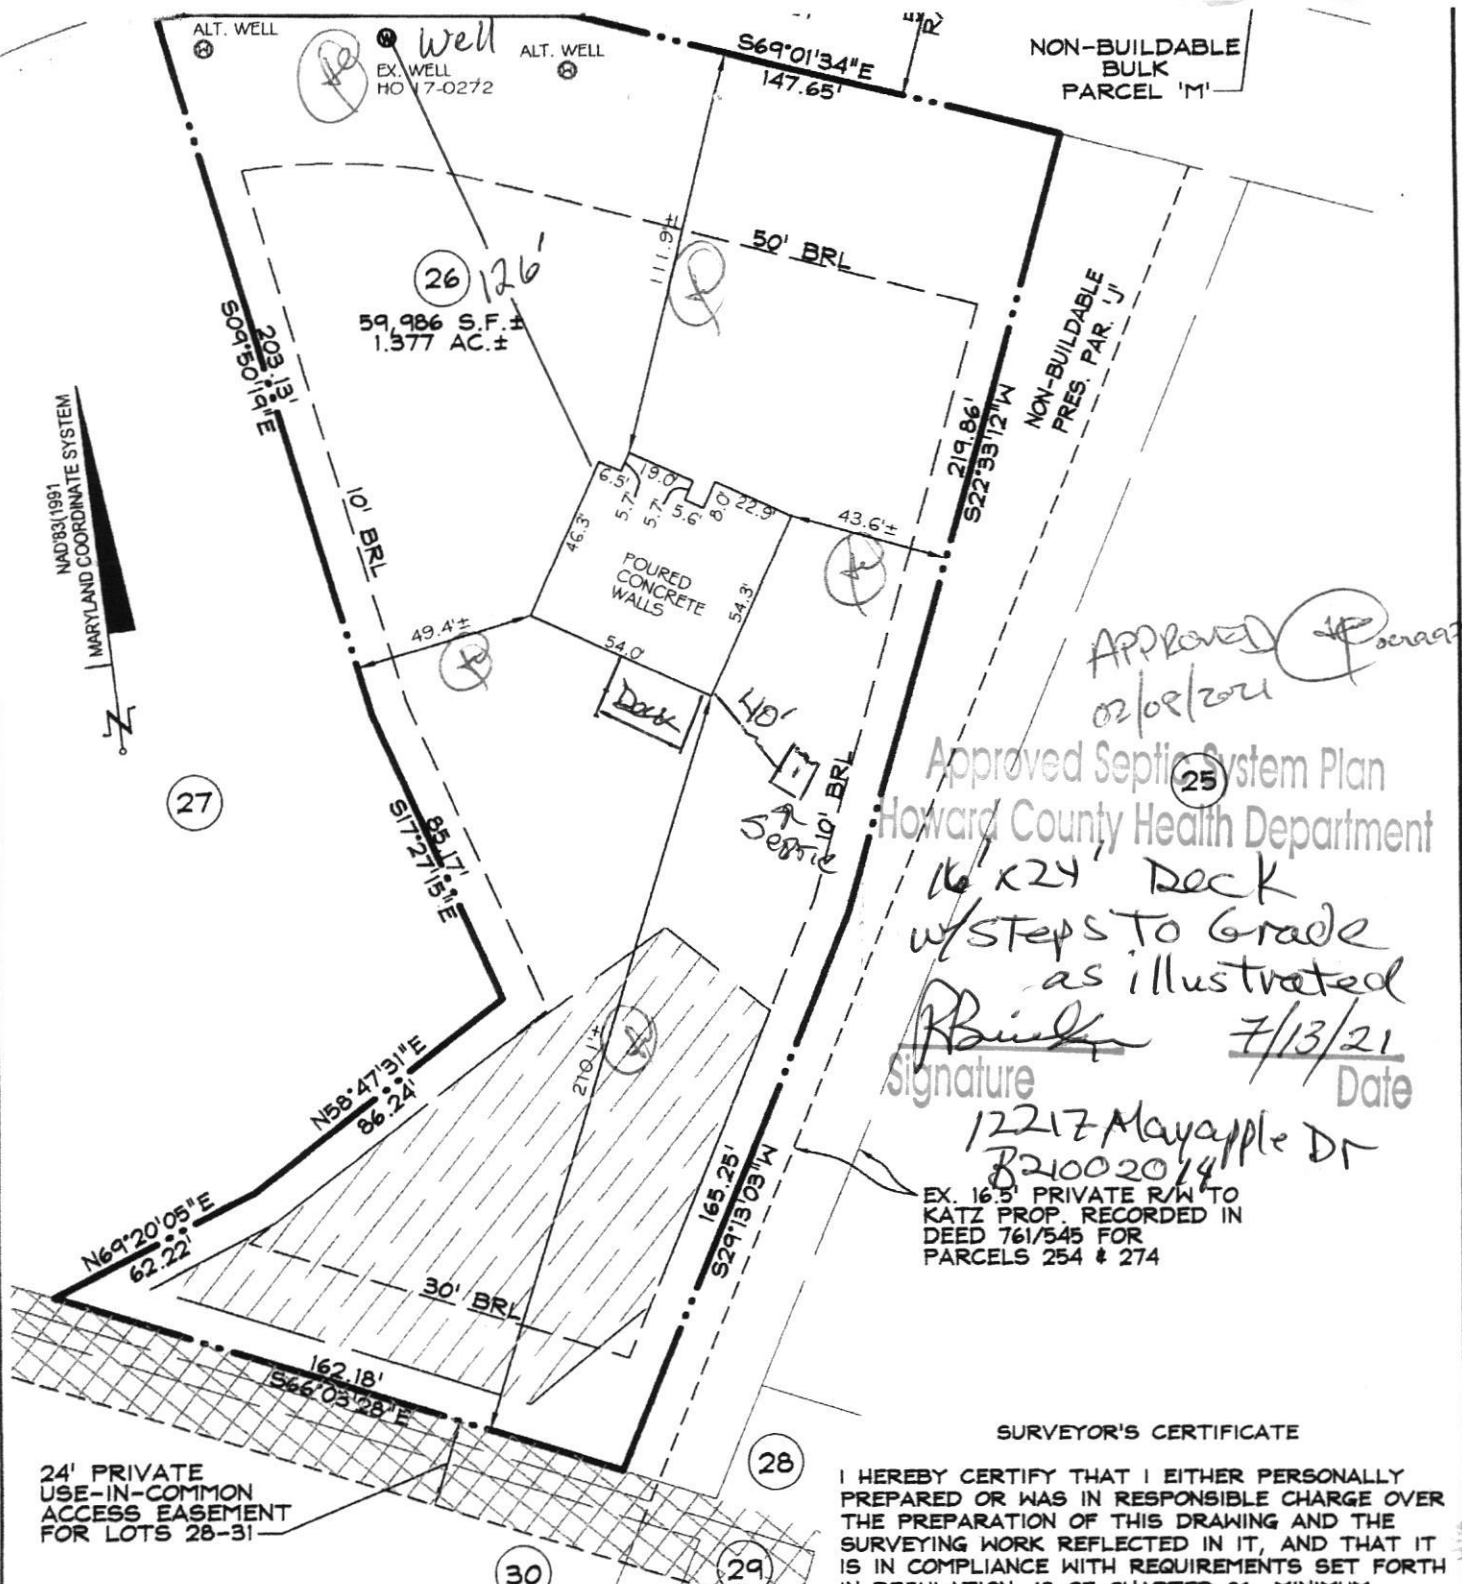 ALT. WELL
Well
EX. WELL
HO 17-0272
ALT. WELL
S69°01'34"E
147.65'
NON-BUILDABLE
BULK
PARCEL 'M'
111.9'±
50' BRL
26
126'
59,986 S.F.±
1.377 AC.±
203.13'
S09°50'19"E
NON-BUILDABLE
PRES. PAR. 'J'
219.86'
S22°33'12"W
NAD'83(1991
MARYLAND COORDINATE SYSTEM
10' BRL
6.5'
19.0'
5.7'
5.7'
5.6'
8.0'
22.9'
46.3'
POURED
CONCRETE
WALLS
54.3'
43.6'±
49.4'±
54.0'
Deck
40'
Septic
10' BRL
APPROVED
02/08/2021
Approved Septic System Plan
25
Howard County Health Department
16' x 24' Deck
w/steps To Grade
as illustrated
7/13/21
Signature
Date
12217 Mayapple Dr
B21002014
27
85.17'
S17°27'15"E
210.1'±
N58°47'31"E
86.24'
N69°20'05"E
62.22'
165.25'
S29°13'03"W
EX. 16.5' PRIVATE R/W TO
KATZ PROP. RECORDED IN
DEED 761/545 FOR
PARCELS 254 & 274
30' BRL
162.18'
S66°03'28"E
24' PRIVATE
USE-IN-COMMON
ACCESS EASEMENT
FOR LOTS 28-31
28
29
30
SURVEYOR'S CERTIFICATE
I HEREBY CERTIFY THAT I EITHER PERSONALLY
PREPARED OR WAS IN RESPONSIBLE CHARGE OVER
THE PREPARATION OF THIS DRAWING AND THE
SURVEYING WORK REFLECTED IN IT, AND THAT IT
IS IN COMPLIANCE WITH REQUIREMENTS SET FORTH